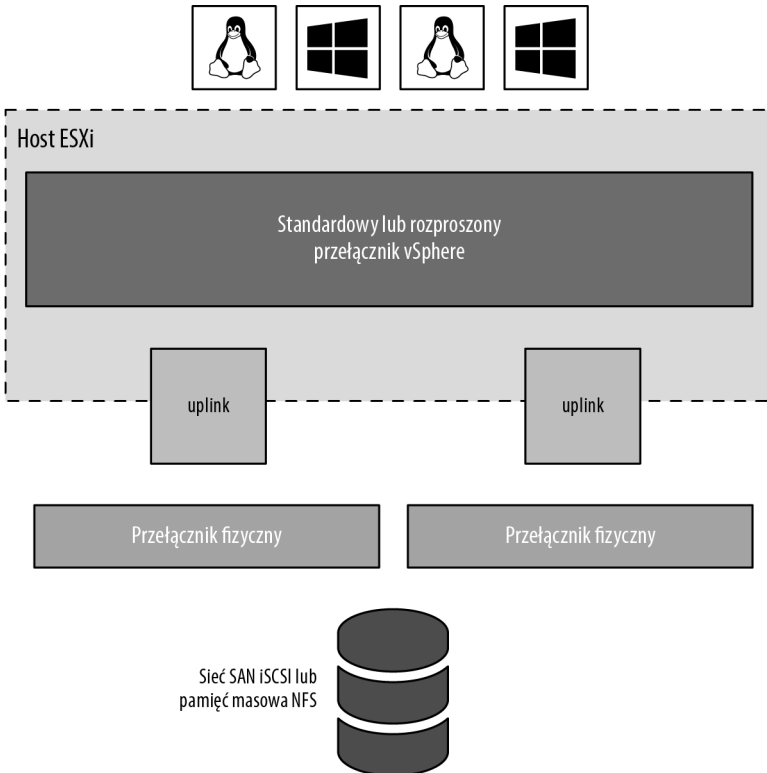 Host ESXi
Standardowy lub rozproszony
przełącznik vSphere
uplink
uplink
Przełącznik fizyczny
Przełącznik fizyczny
Sieć SAN iSCSI lub
pamięć masowa NFS